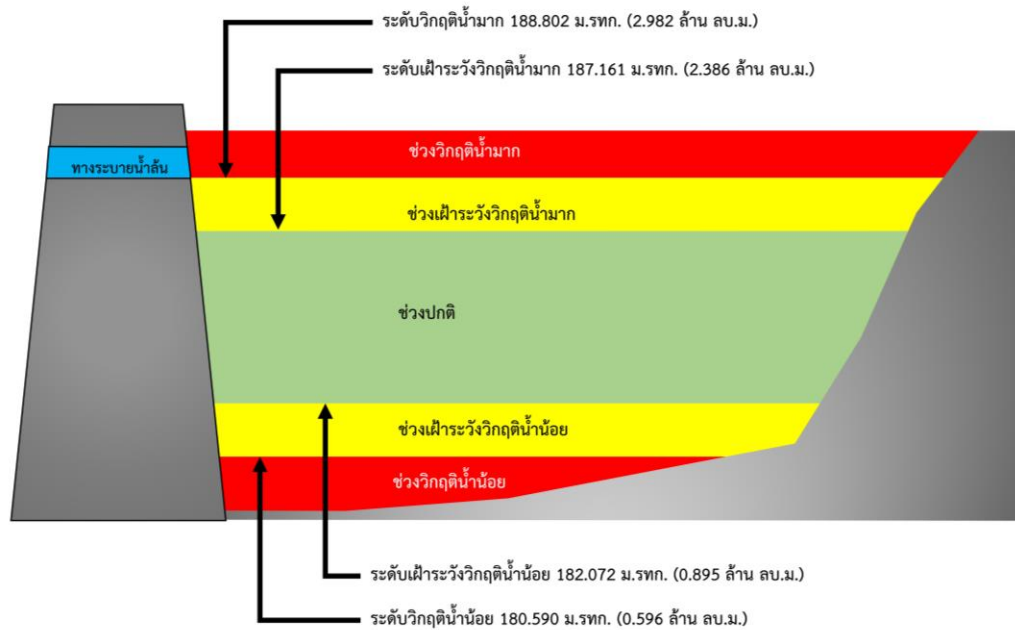 ระดับวิกฤติน้ำมาก 188.802 ม.รทก. (2.982 ล้าน ลบ.ม.)
ระดับเฝ้าระวังวิกฤติน้ำมาก 187.161 ม.รทก. (2.386 ล้าน ลบ.ม.)
ช่วงวิกฤติน้ำมาก
ทางระบายน้ำล้น
ช่วงเฝ้าระวังวิกฤติน้ำมาก
ช่วงปกติ
ช่วงเฝ้าระวังวิกฤติน้ำน้อย
ช่วงวิกฤติน้ำน้อย
ระดับเฝ้าระวังวิกฤติน้ำน้อย 182.072 ม.รทก. (0.895 ล้าน ลบ.ม.)
ระดับวิกฤติน้ำน้อย 180.590 ม.รทก. (0.596 ล้าน ลบ.ม.)